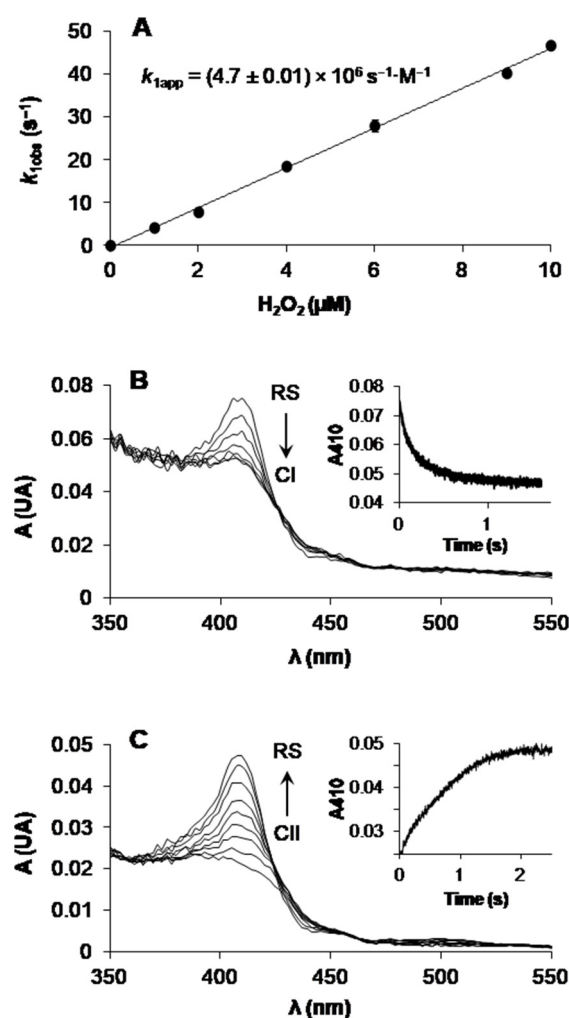 A
k1app = (4.7 ± 0.01) × 10⁶ s⁻¹·M⁻¹
50
40
30
20
10
0
k1obs (s⁻¹)
0 2 4 6 8 10
H₂O₂ (µM)
B
RS
CI
0.08
0.06
0.04
0.02
0
A (UA)
350 400 450 500 550
λ (nm)
0.08
0.07
0.06
0.05
0.04
A410
0 1
Time (s)
C
RS
CII
0.05
0.04
0.03
0.02
0.01
0
A (UA)
350 400 450 500 550
λ (nm)
0.05
0.04
0.03
A410
0 1 2
Time (s)